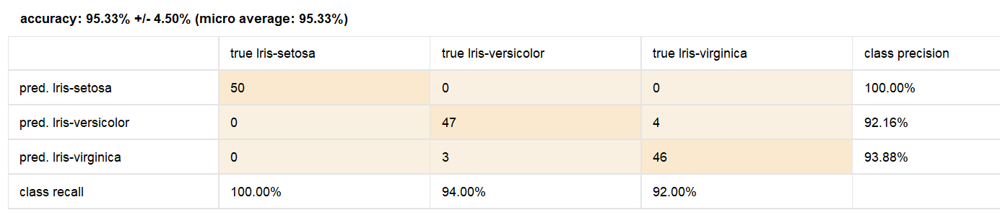 accuracy: 95.33% +/- 4.50% (micro average: 95.33%)
true Iris-setosa true Iris-versicolor true Iris-virginica class precision
pred. Iris-setosa 50 0 0 100.00%
pred. Iris-versicolor 0 47 4 92.16%
pred. Iris-virginica 0 3 46 93.88%
class recall 100.00% 94.00% 92.00%